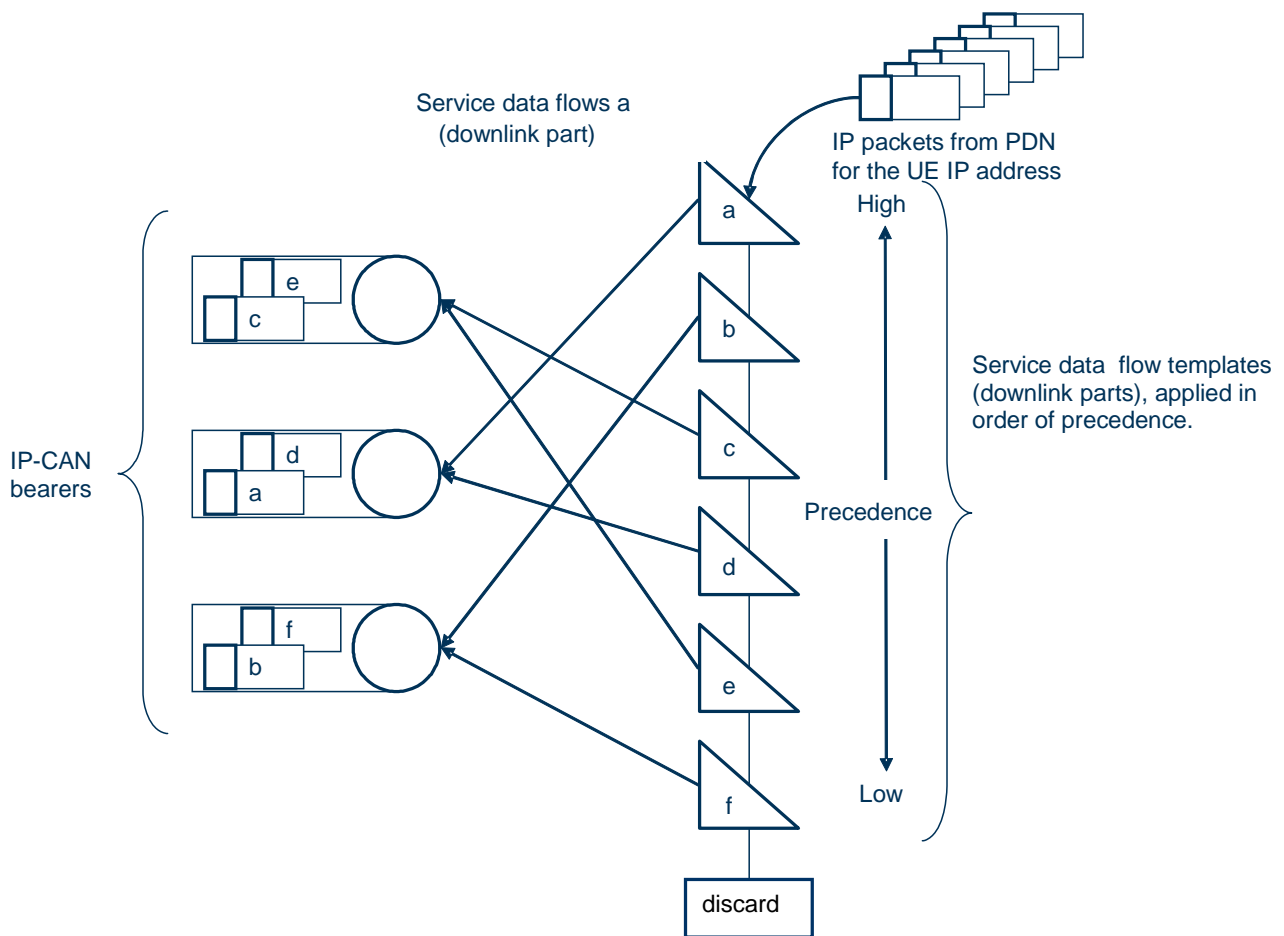 Service data flows a
(downlink part)
IP packets from PDN
for the UE IP address
High
a
e
c
b
Service data flow templates
(downlink parts), applied in
order of precedence.
c
IP-CAN
bearers
d
a
Precedence
d
f
b
e
Low
f
discard